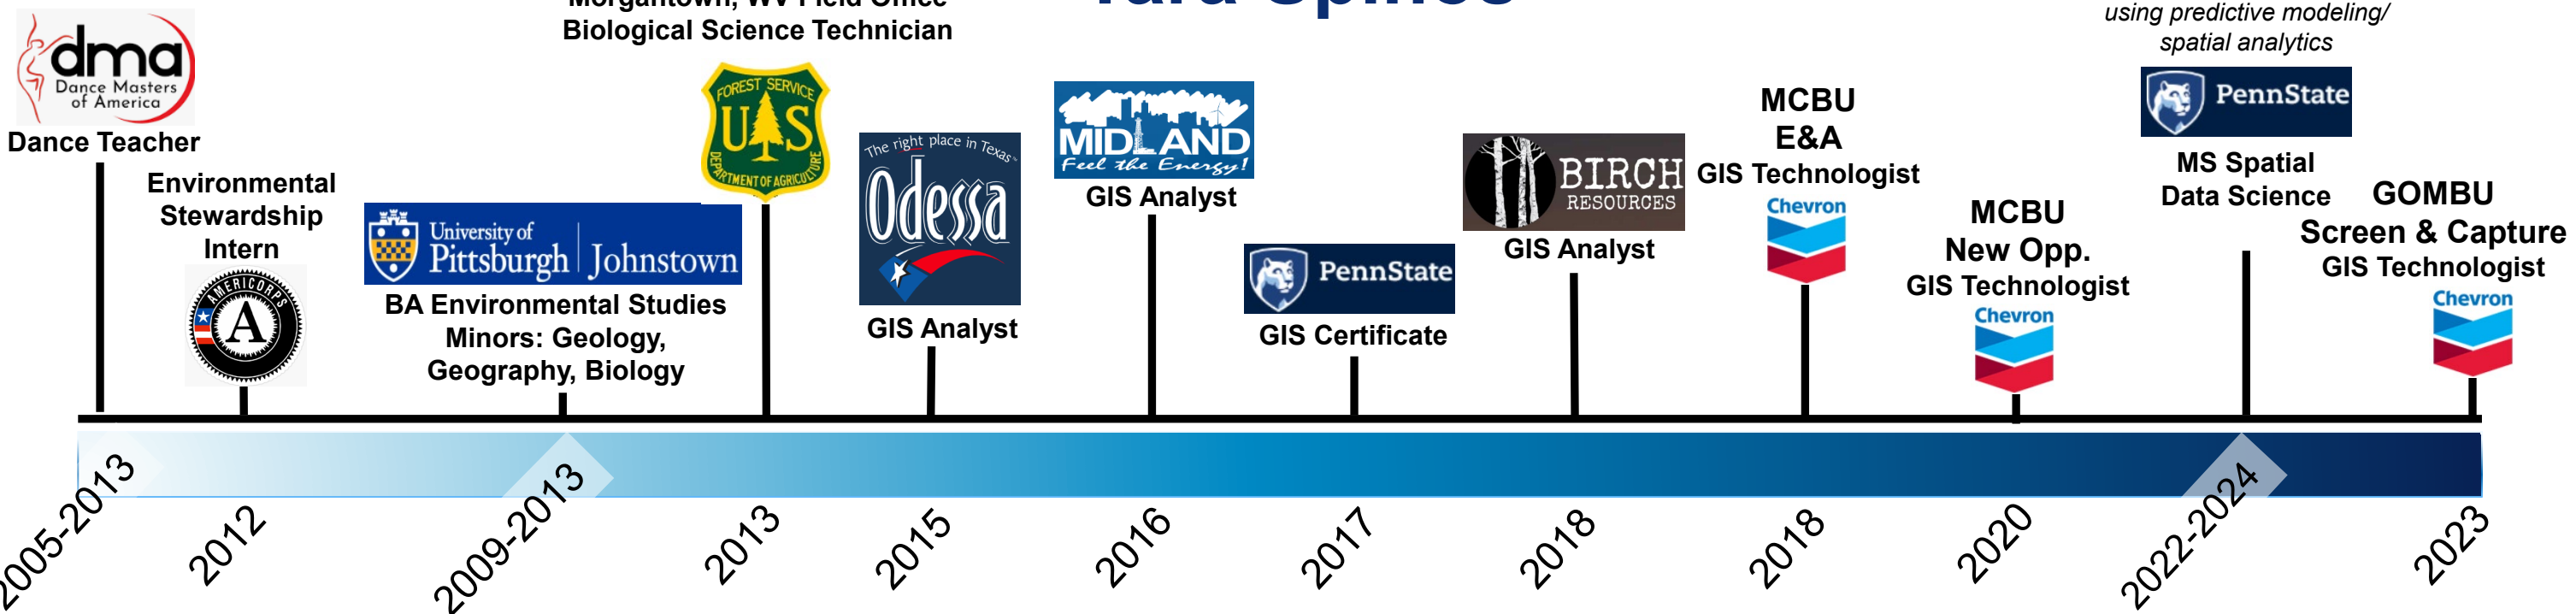 Morgantown, WV Field Office
Biological Science Technician
Tara Spinos
using predictive modeling/
spatial analytics
dma
Dance Masters
of America
Dance Teacher
Environmental
Stewardship
Intern
AMERICORPS
A
University of
Pittsburgh | Johnstown
BA Environmental Studies
Minors: Geology,
Geography, Biology
FOREST SERVICE
U S
DEPARTMENT OF AGRICULTURE
The right place in Texas
Odessa
GIS Analyst
MIDLAND
Feel the Energy!
GIS Analyst
PennState
GIS Certificate
BIRCH
RESOURCES
GIS Analyst
MCBU
E&A
GIS Technologist
Chevron
MCBU
New Opp.
GIS Technologist
Chevron
PennState
MS Spatial
Data Science
GOMBU
Screen & Capture
GIS Technologist
Chevron
2005-2013
2012
2009-2013
2013
2015
2016
2017
2018
2018
2020
2022-2024
2023